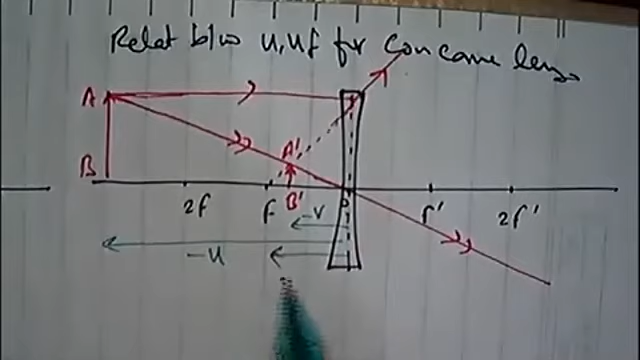 Relat b/w u,v f for Concave lens
A
A'
B
2f
f
B'
-v
f'
2f'
-u